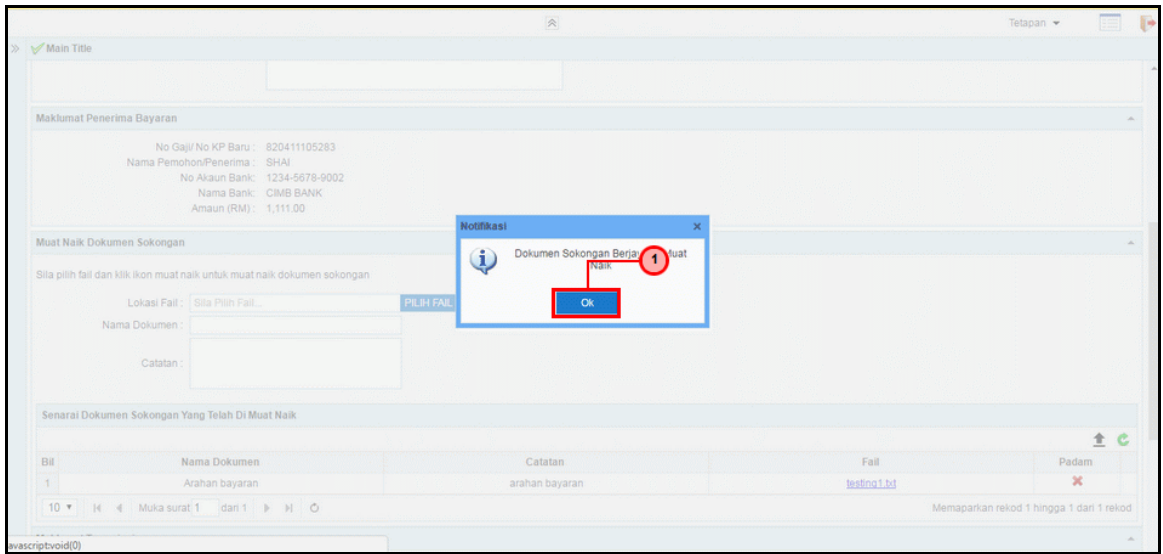 Tetapan
Main Title
Maklumat Penerima Bayaran
No Gaji/ No KP Baru : 820411105283
Nama Pemohon/Penerima : SHAI
No Akaun Bank: 1234-5678-9002
Nama Bank: CIMB BANK
Amaun (RM) : 1,111.00
Notifikasi x
Dokumen Sokongan Muat
Naik
1
Ok
Muat Naik Dokumen Sokongan
Sila pilih fail dan klik ikon muat naik untuk muat naik dokumen sokongan
Lokasi Fail : Sila Pilih Fail... PILIH FAIL
Nama Dokumen :
Catatan :
Senarai Dokumen Sokongan Yang Telah Di Muat Naik
Bil Nama Dokumen Catatan Fail Padam
1 Arahan bayaran arahan bayaran testing1.txt
10 Muka surat 1 dari 1 Memaparkan rekod 1 hingga 1 dari 1 rekod
avascript:void(0)